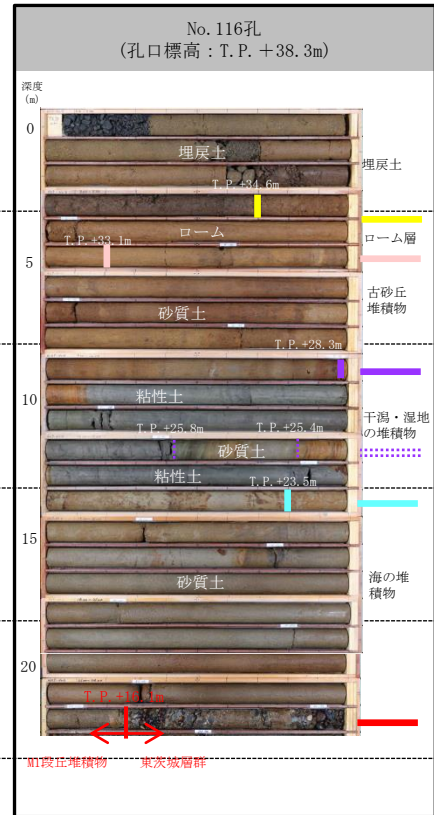 No.116孔
(孔口標高：T.P.+38.3m)
深度
(m)
0
埋戻土
埋戻土
T.P.+34.6m
ローム
ローム層
T.P.+33.1m
5
古砂丘
堆積物
砂質土
T.P.+28.3m
10
粘性土
干潟・湿地
の堆積物
T.P.+25.8m
T.P.+25.4m
砂質土
粘性土
T.P.+23.5m
15
海の堆
積物
砂質土
20
M1段丘堆積物
東茨城層群